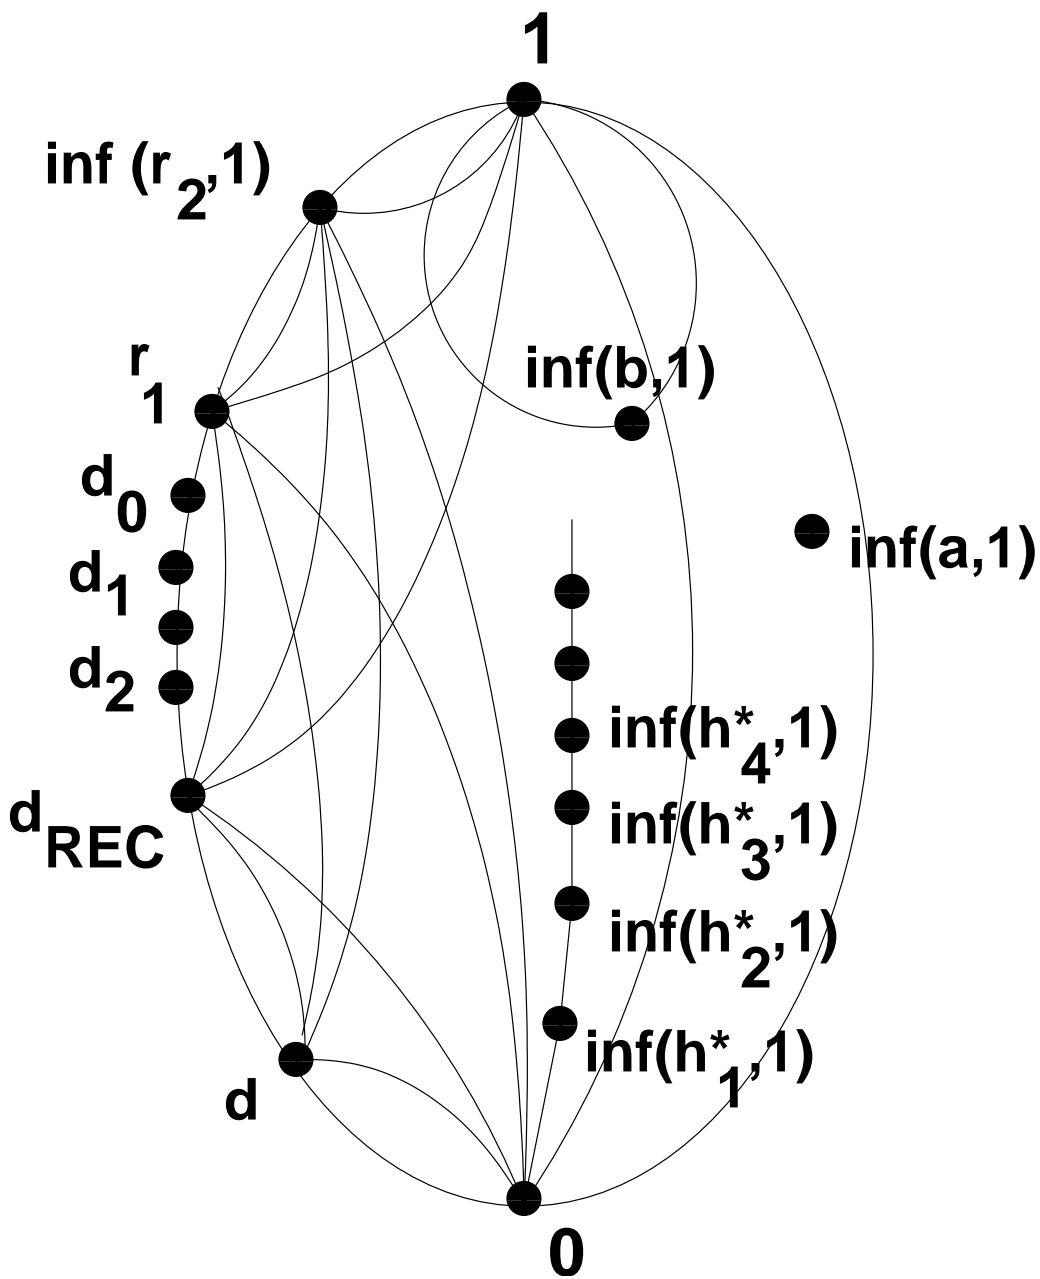 1
inf (r2,1)
r1
inf(b,1)
d0
inf(a,1)
d1
d2
inf(h*4,1)
dREC
inf(h*3,1)
inf(h*2,1)
inf(h*1,1)
d
0